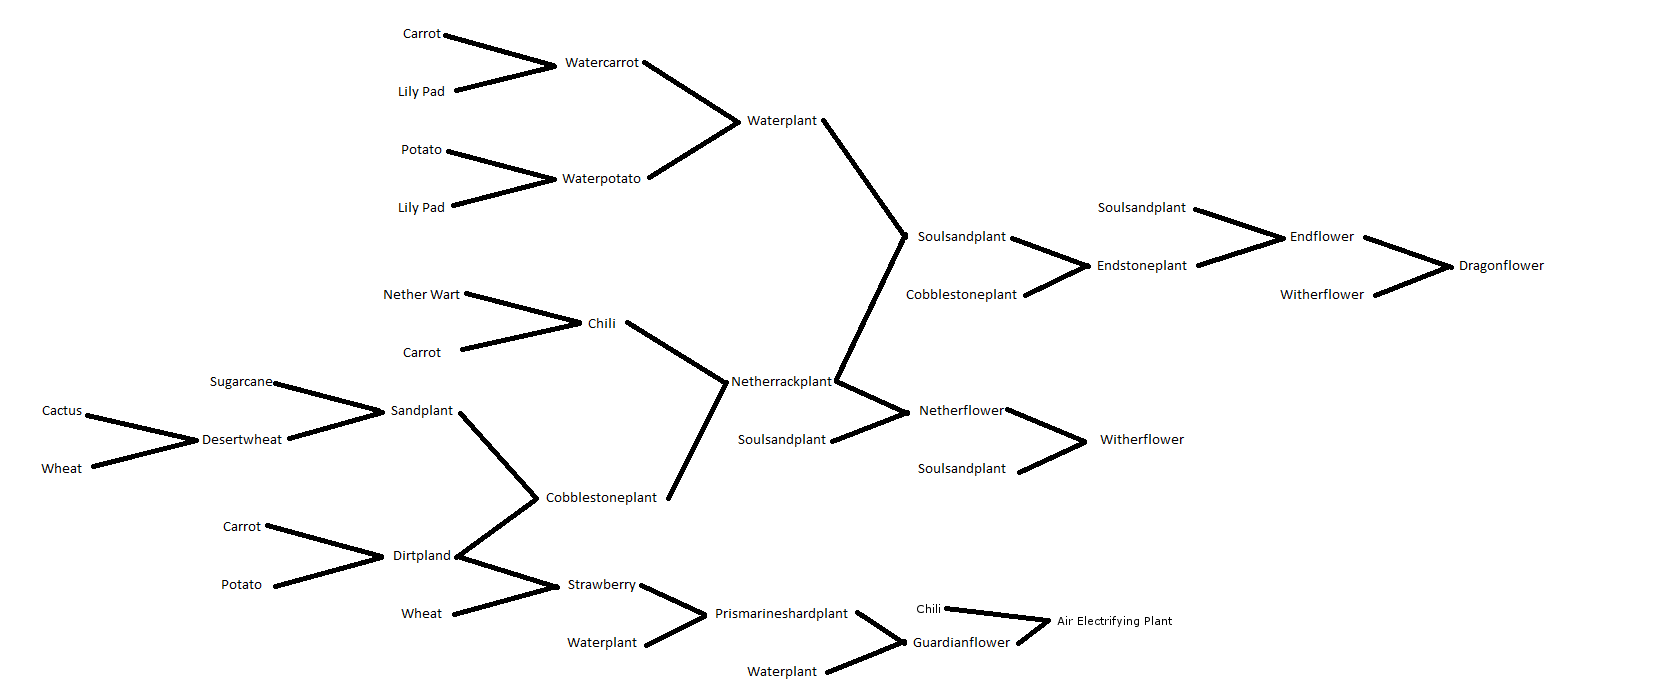 Carrot
Watercarrot
Lily Pad
Waterplant
Potato
Waterpotato
Lily Pad
Soulsandplant
Soulsandplant
Endflower
Endstoneplant
Dragonflower
Cobblestoneplant
Witherflower
Nether Wart
Chili
Carrot
Sugarcane
Netherrackplant
Cactus
Sandplant
Netherflower
Desertwheat
Soulsandplant
Witherflower
Wheat
Soulsandplant
Cobblestoneplant
Carrot
Dirtpland
Potato
Strawberry
Wheat
Prismarineshardplant
Chili
Air Electrifying Plant
Waterplant
Guardianflower
Waterplant